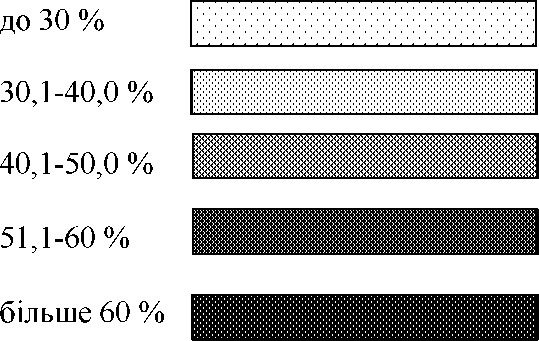 до 30 %
30,1-40,0 %
40,1-50,0 %
51,1-60 %
більше 60 %